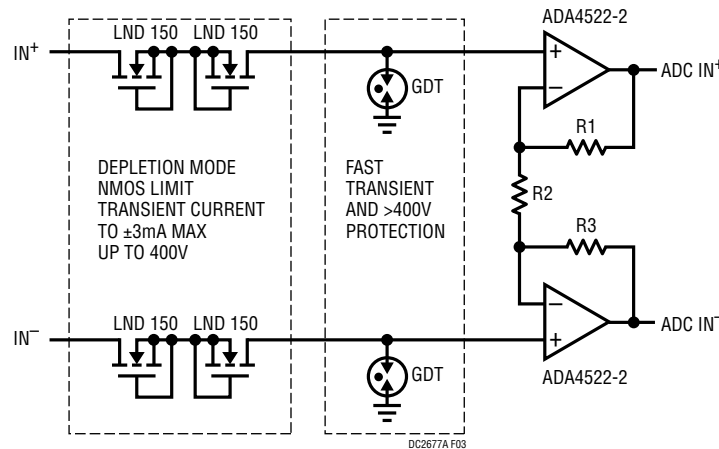 ADA4522-2
LND 150 LND 150
IN+
+
−
ADC IN+
GDT
R1
DEPLETION MODE
NMOS LIMIT
TRANSIENT CURRENT
TO ±3mA MAX
UP TO 400V
FAST
TRANSIENT
AND >400V
PROTECTION
R2
R3
LND 150 LND 150
IN−
−
+
ADC IN−
GDT
ADA4522-2
DC2677A F03